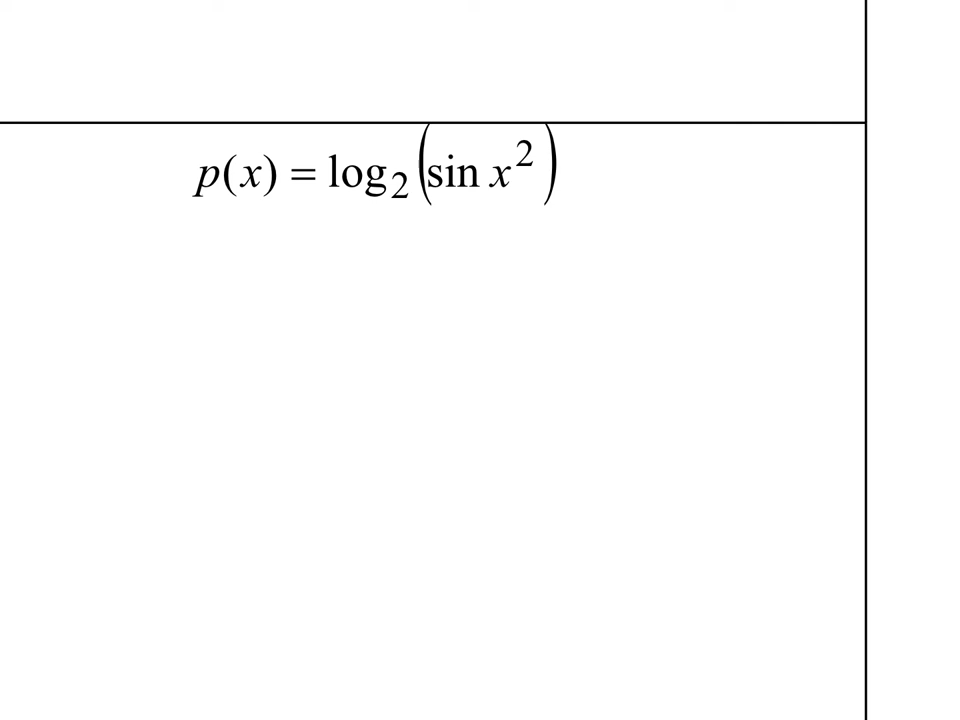 p(x) = log₂(sin x²)